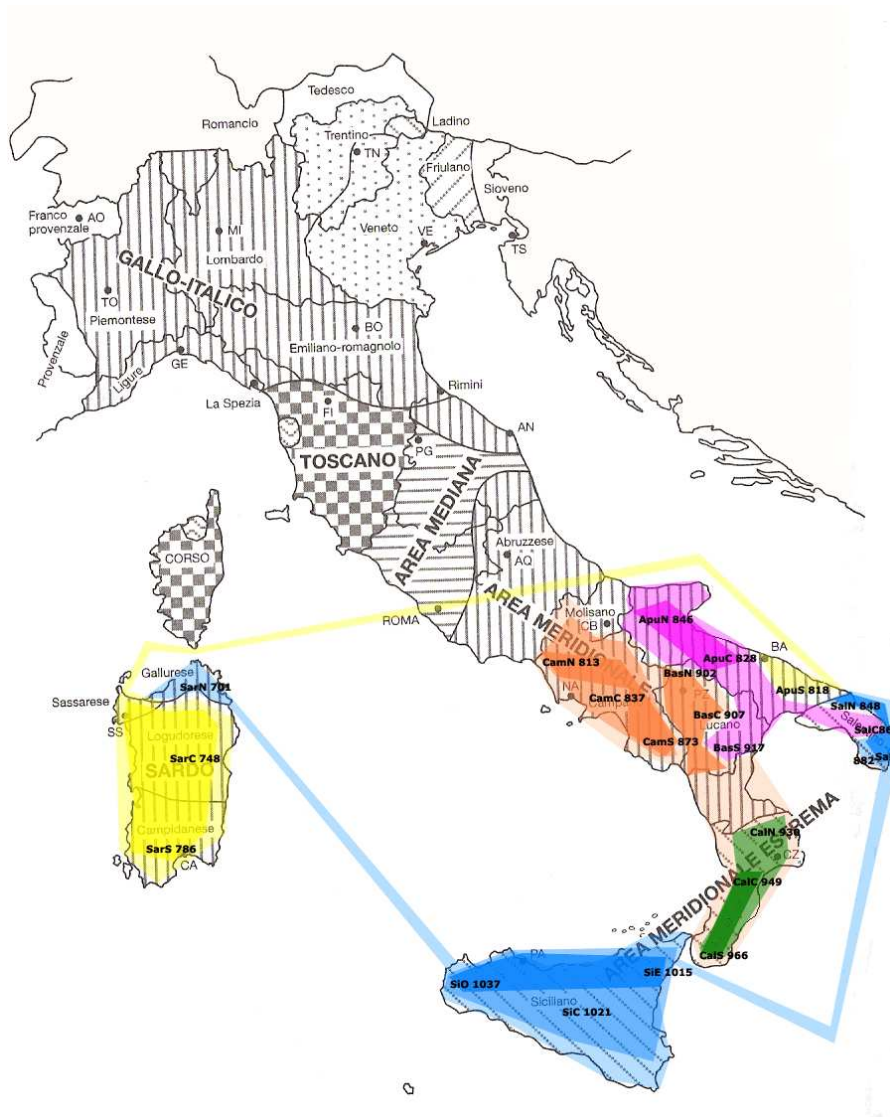 Tedesco
Romancio
Ladino
Trentino
TN
Friulano
Sloveno
Franco
provenzale
AO
MI
Veneto
VE
TS
Lombardo
GALLO-ITALICO
TO
Piemontese
BO
Emiliano-romagnolo
Provenzale
GE
Ligure
Rimini
La Spezia
FI
AN
PG
TOSCANO
AREA MEDIANA
Abruzzese
AQ
CORSO
ROMA
AREA MERIDIONALE
Molisano
CB
ApuN 846
BA
ApuC 828
CamN 813
BasN 902
Gallurese
SarN 701
NA
CamC 837
PZ
ApuS 818
Sassarese
SS
SalN 848
BasC 907
Lucano
SalC86
Logudorese
CamS 873
BasS 917
SarC 748
882
Sa
SARDO
Campidanese
CalN 930
SarS 786
CA
CZ
AREA MERIDIONALE ESTREMA
CalC 949
CalS 966
PA
SiE 1015
SiO 1037
Siciliano
SiC 1021